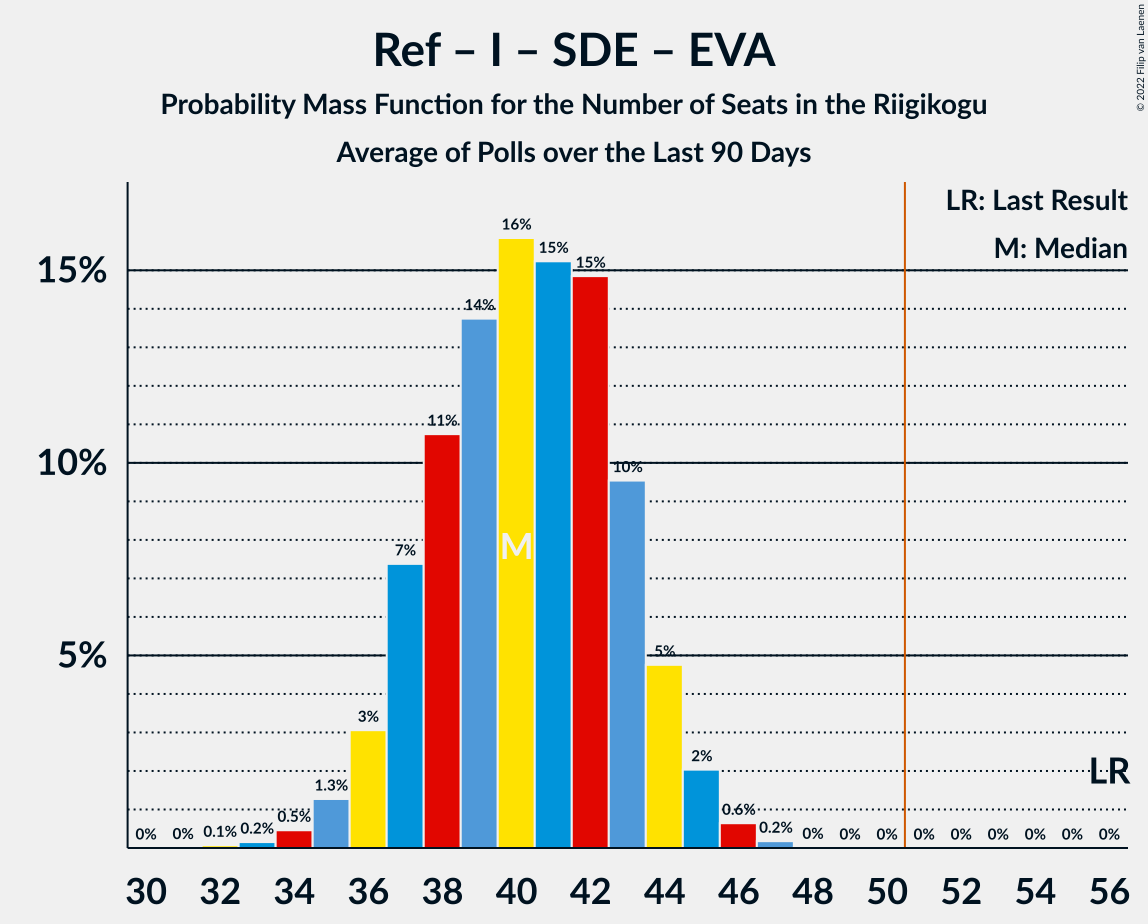 Ref – I – SDE – EVA
Probability Mass Function for the Number of Seats in the Riigikogu
Average of Polls over the Last 90 Days
© 2022 Filip van Laenen
LR: Last Result
M: Median
15%
10%
5%
0% 0% 0.1% 0.2% 0.5% 1.3% 3% 7% 11% 14% 16% 15% 15% 10% 5% 2% 0.6% 0.2% 0% 0% 0% 0% 0% 0% 0% 0% 0%
M
LR
30 32 34 36 38 40 42 44 46 48 50 52 54 56